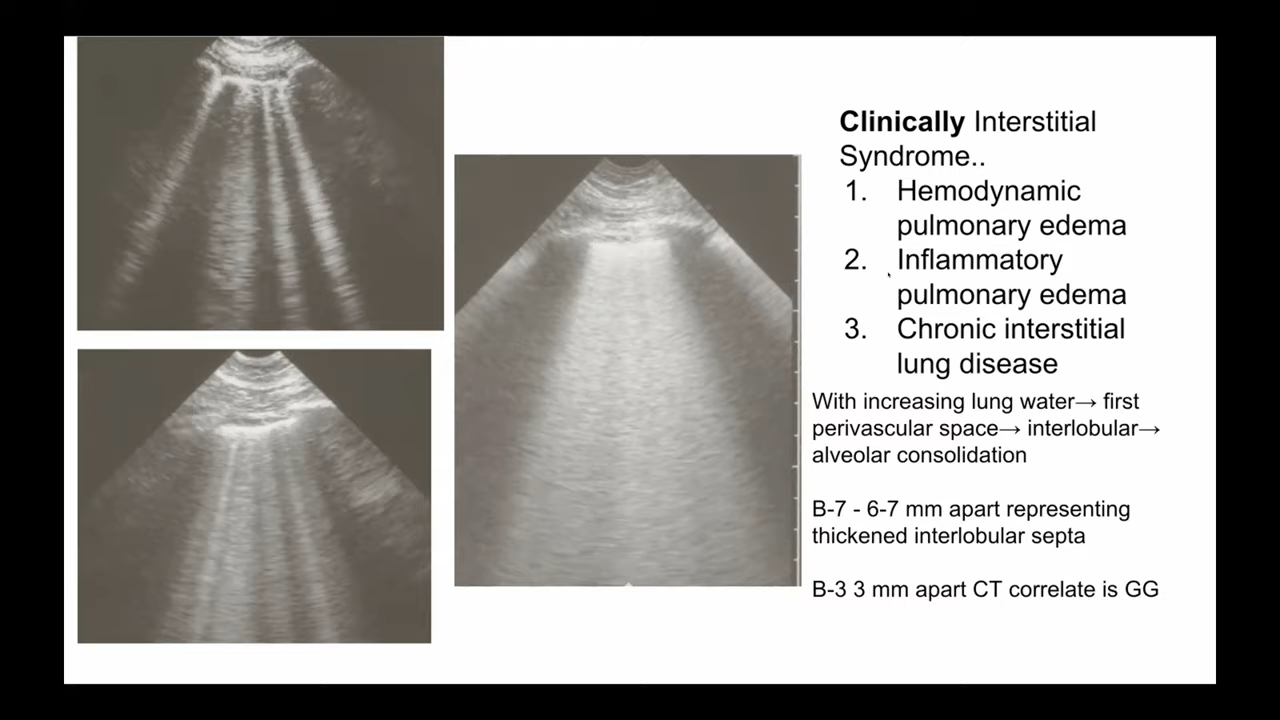 Clinically Interstitial
Syndrome..
1. Hemodynamic
pulmonary edema
2. Inflammatory
pulmonary edema
3. Chronic interstitial
lung disease
With increasing lung water→ first
perivascular space→ interlobular→
alveolar consolidation
B-7 - 6-7 mm apart representing
thickened interlobular septa
B-3 3 mm apart CT correlate is GG